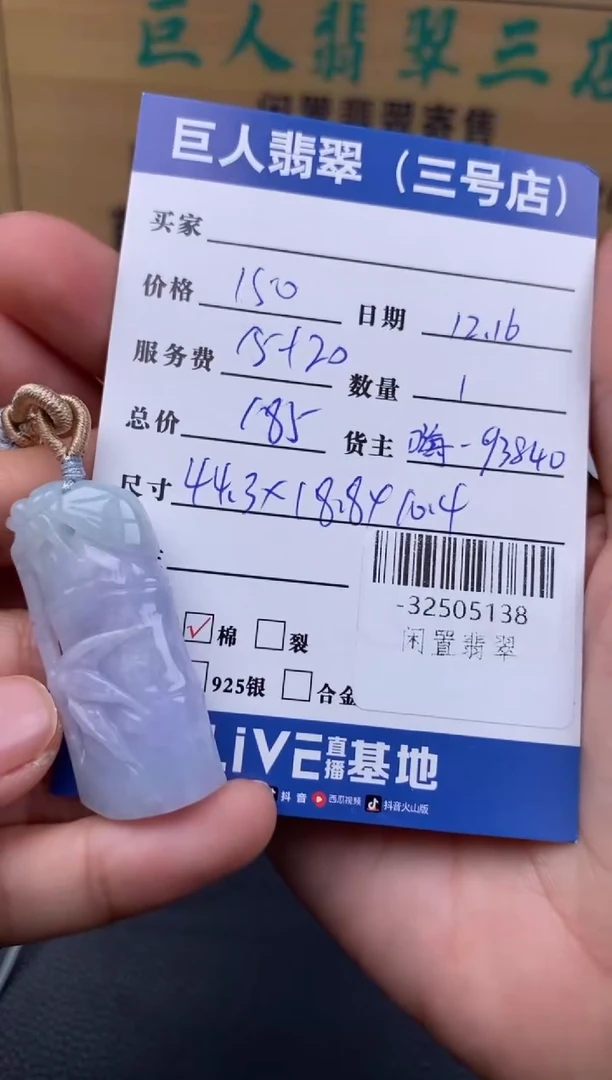 巨人翡翠三店
闲置翡翠寄售
巨人翡翠（三号店）
买家
价格 150 日期 12.16
服务费 15+20 数量 1
总价 185 货主 嗨-93840
尺寸 44.3×18.8×10.4
-32505138
闲置翡翠
✓ 棉 裂
925银 合金
LiVE直播基地
抖音 西瓜视频 抖音火山版